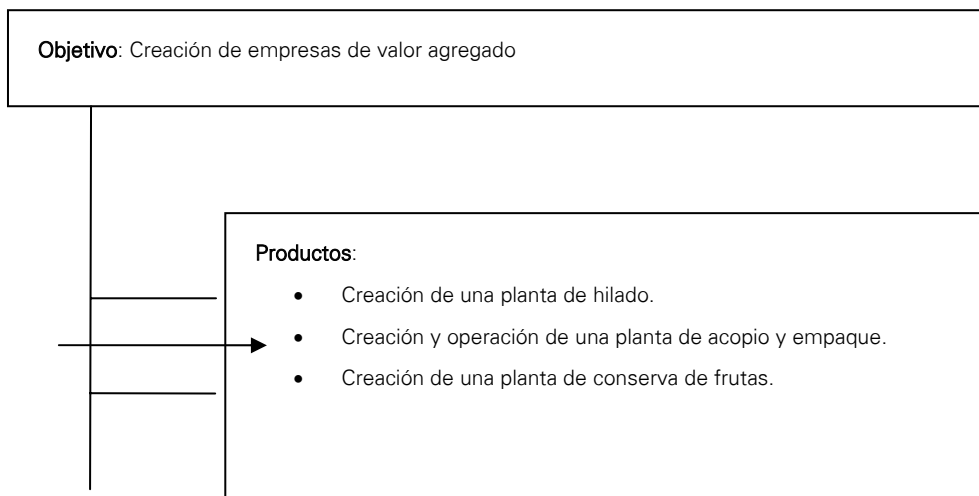 Objetivo: Creación de empresas de valor agregado
Productos:
• Creación de una planta de hilado.
• Creación y operación de una planta de acopio y empaque.
• Creación de una planta de conserva de frutas.